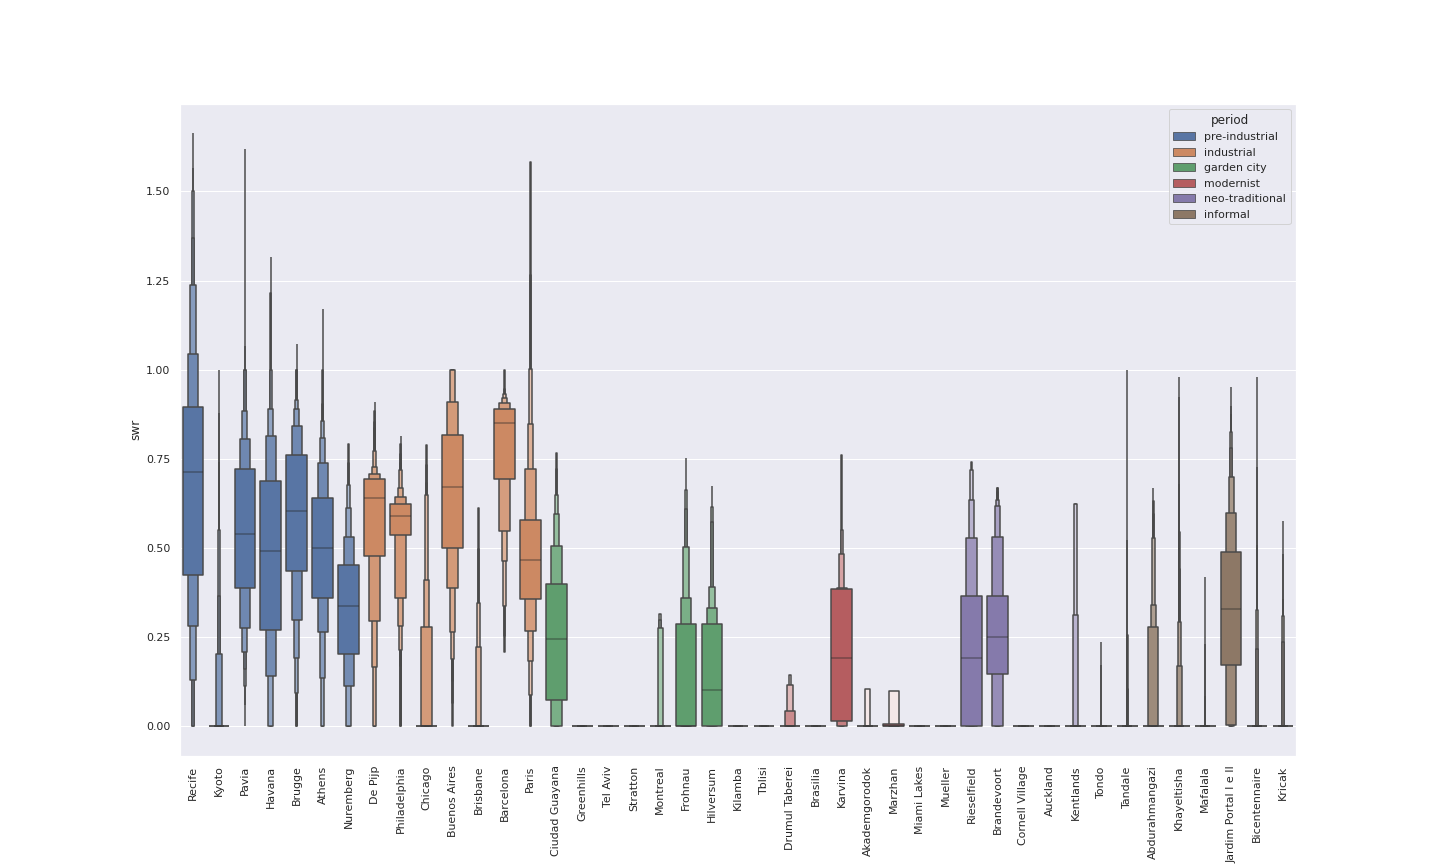 period
pre-industrial
industrial
garden city
modernist
neo-traditional
informal
swr
1.50
1.25
1.00
0.75
0.50
0.25
0.00
Recife
Kyoto
Pavia
Havana
Brugge
Athens
Nuremberg
De Pijp
Philadelphia
Chicago
Buenos Aires
Brisbane
Barcelona
Paris
Ciudad Guayana
Greenhills
Tel Aviv
Stratton
Montreal
Frohnau
Hilversum
Kilamba
Tblisi
Drumul Taberei
Brasilia
Karvina
Akademgorodok
Marzhan
Miami Lakes
Mueller
Rieselfield
Brandevoort
Cornell Village
Auckland
Kentlands
Tondo
Tandale
Abdurahmangazi
Khayeltisha
Mafalala
Jardim Portal I e II
Bicentennaire
Kricak